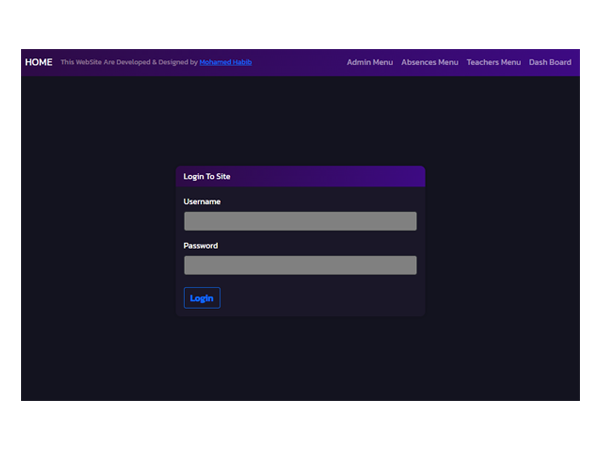 HOME This WebSite Are Developed & Designed by Mohamed Habib Admin Menu Absences Menu Teachers Menu Dash Board
Login To Site
Username
Password
Login